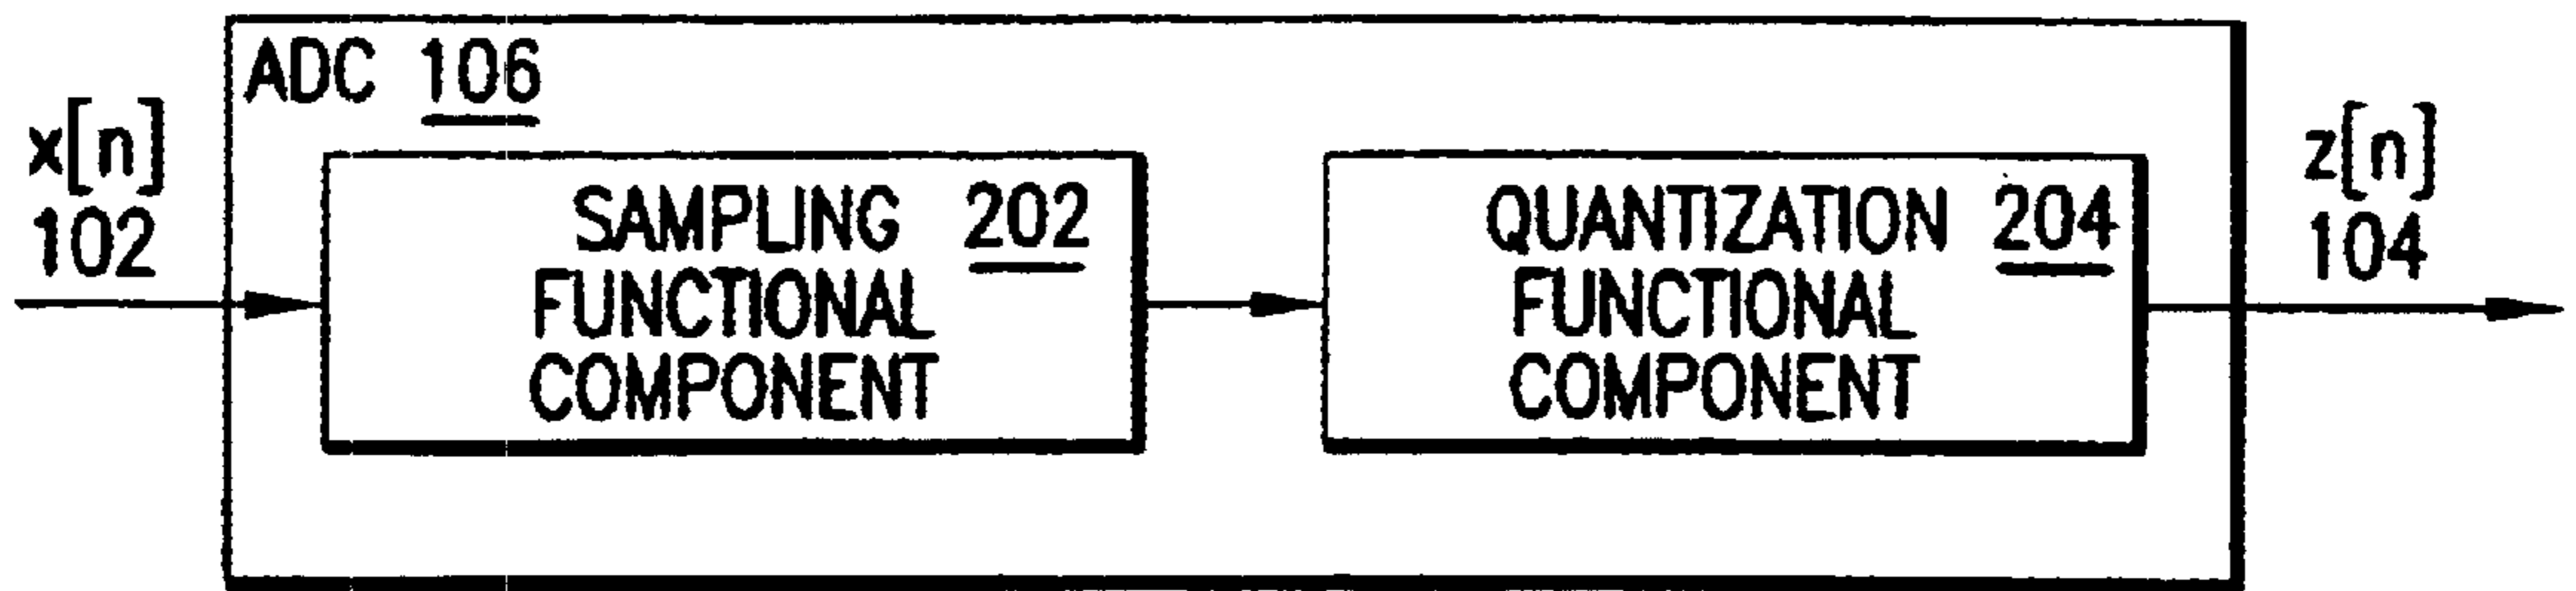 ADC 106
x[n]
102
SAMPLING 202
FUNCTIONAL
COMPONENT
QUANTIZATION 204
FUNCTIONAL
COMPONENT
z[n]
104